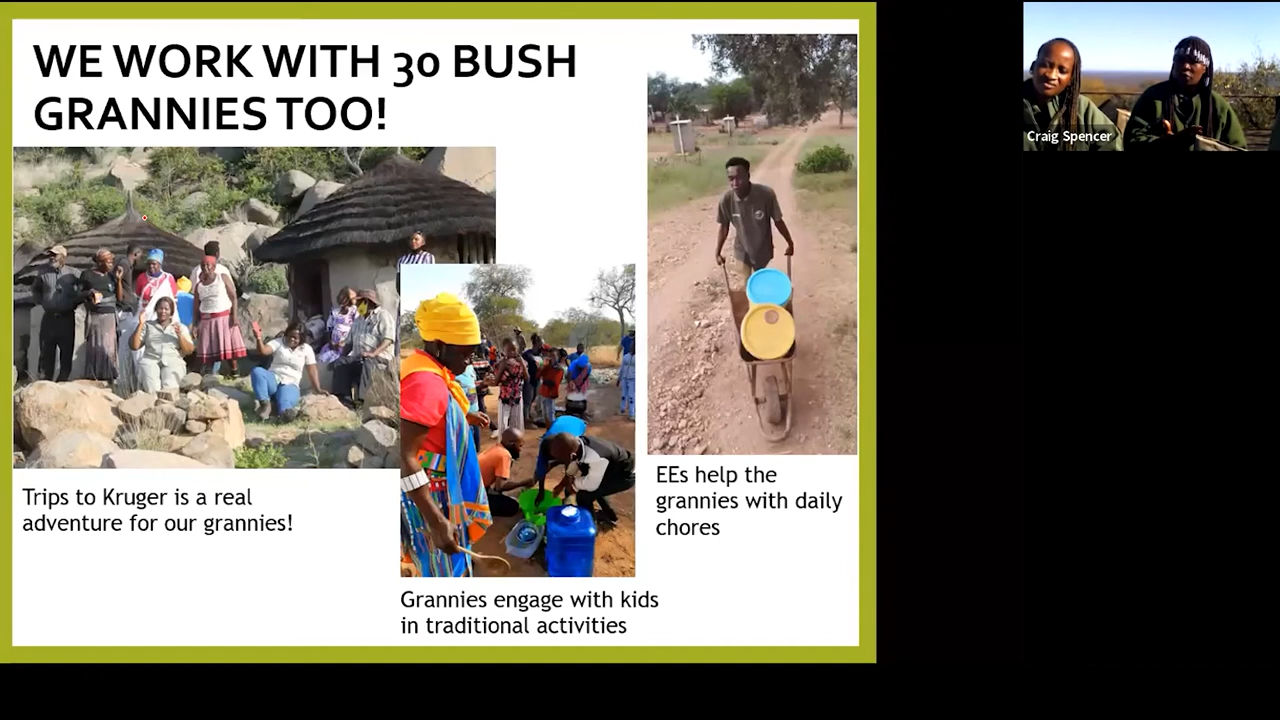 WE WORK WITH 30 BUSH
GRANNIES TOO!
Craig Spencer
Trips to Kruger is a real
adventure for our grannies!
EEs help the
grannies with daily
chores
Grannies engage with kids
in traditional activities